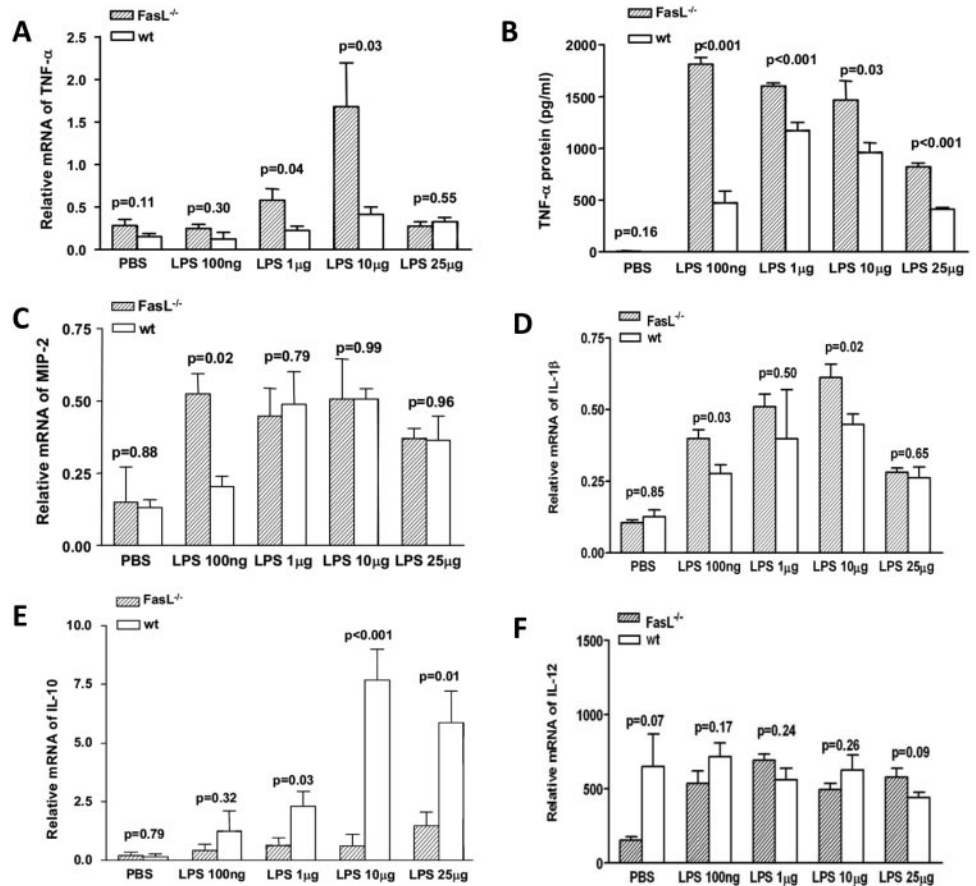 A
FasL-/-
wt
Relative mRNA of TNF-α
2.5
2.0
1.5
1.0
0.5
0.0
p=0.11
p=0.30
p=0.04
p=0.03
p=0.55
PBS LPS 100ng LPS 1μg LPS 10μg LPS 25μg
B
FasL-/-
wt
TNF-α protein (pg/ml)
2000
1500
1000
500
0
p=0.16
p<0.001
p<0.001
p=0.03
p<0.001
PBS LPS 100ng LPS 1μg LPS 10μg LPS 25μg
C
FasL-/-
wt
Relative mRNA of MIP-2
0.75
0.50
0.25
0.00
p=0.88
p=0.02
p=0.79
p=0.99
p=0.96
PBS LPS 100ng LPS 1μg LPS 10μg LPS 25μg
D
FasL-/-
wt
Relative mRNA of IL-1β
0.75
0.50
0.25
0.00
p=0.85
p=0.03
p=0.50
p=0.02
p=0.65
PBS LPS 100ng LPS 1μg LPS 10μg LPS 25μg
E
FasL-/-
wt
Relative mRNA of IL-10
10.0
7.5
5.0
2.5
0.0
p=0.79
p=0.32
p=0.03
p<0.001
p=0.01
PBS LPS 100ng LPS 1μg LPS 10μg LPS 25μg
F
FasL-/-
wt
Relative mRNA of IL-12
1500
1000
500
0
p=0.07
p=0.17
p=0.24
p=0.26
p=0.09
PBS LPS 100ng LPS 1μg LPS 10μg LPS 25μg